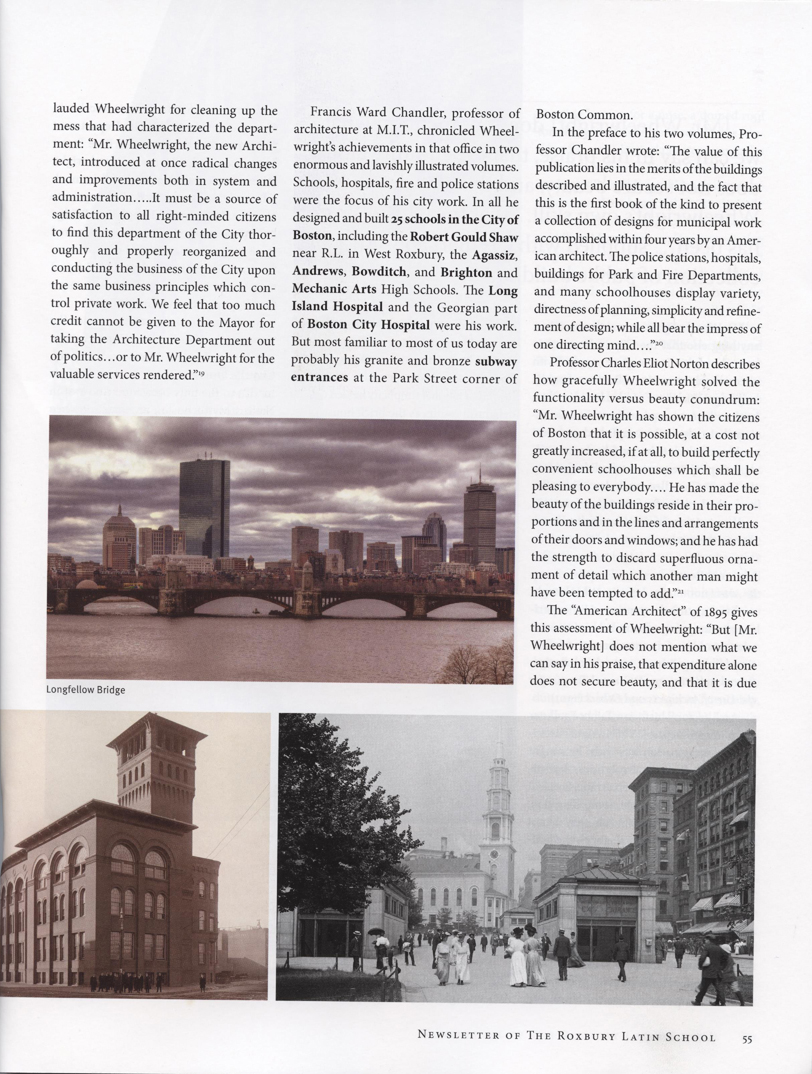 lauded Wheelwright for cleaning up the
mess that had characterized the depart-
ment: “Mr. Wheelwright, the new Archi-
tect, introduced at once radical changes
and improvements both in system and
administration…..It must be a source of
satisfaction to all right-minded citizens
to find this department of the City thor-
oughly and properly reorganized and
conducting the business of the City upon
the same business principles which con-
trol private work. We feel that too much
credit cannot be given to the Mayor for
taking the Architecture Department out
of politics…or to Mr. Wheelwright for the
valuable services rendered.”19
Francis Ward Chandler, professor of
architecture at M.I.T., chronicled Wheel-
wright’s achievements in that office in two
enormous and lavishly illustrated volumes.
Schools, hospitals, fire and police stations
were the focus of his city work. In all he
designed and built 25 schools in the City of
Boston, including the Robert Gould Shaw
near R.L. in West Roxbury, the Agassiz,
Andrews, Bowditch, and Brighton and
Mechanic Arts High Schools. The Long
Island Hospital and the Georgian part
of Boston City Hospital were his work.
But most familiar to most of us today are
probably his granite and bronze subway
entrances at the Park Street corner of
Boston Common.
In the preface to his two volumes, Pro-
fessor Chandler wrote: “The value of this
publication lies in the merits of the buildings
described and illustrated, and the fact that
this is the first book of the kind to present
a collection of designs for municipal work
accomplished within four years by an Amer-
ican architect. The police stations, hospitals,
buildings for Park and Fire Departments,
and many schoolhouses display variety,
directness of planning, simplicity and refine-
ment of design; while all bear the impress of
one directing mind….”20
Professor Charles Eliot Norton describes
how gracefully Wheelwright solved the
functionality versus beauty conundrum:
“Mr. Wheelwright has shown the citizens
of Boston that it is possible, at a cost not
greatly increased, if at all, to build perfectly
convenient schoolhouses which shall be
pleasing to everybody…. He has made the
beauty of the buildings reside in their pro-
portions and in the lines and arrangements
of their doors and windows; and he has had
the strength to discard superfluous orna-
ment of detail which another man might
have been tempted to add.”21
The “American Architect” of 1895 gives
this assessment of Wheelwright: “But [Mr.
Wheelwright] does not mention what we
can say in his praise, that expenditure alone
does not secure beauty, and that it is due
Longfellow Bridge
Newsletter of The Roxbury Latin School 55